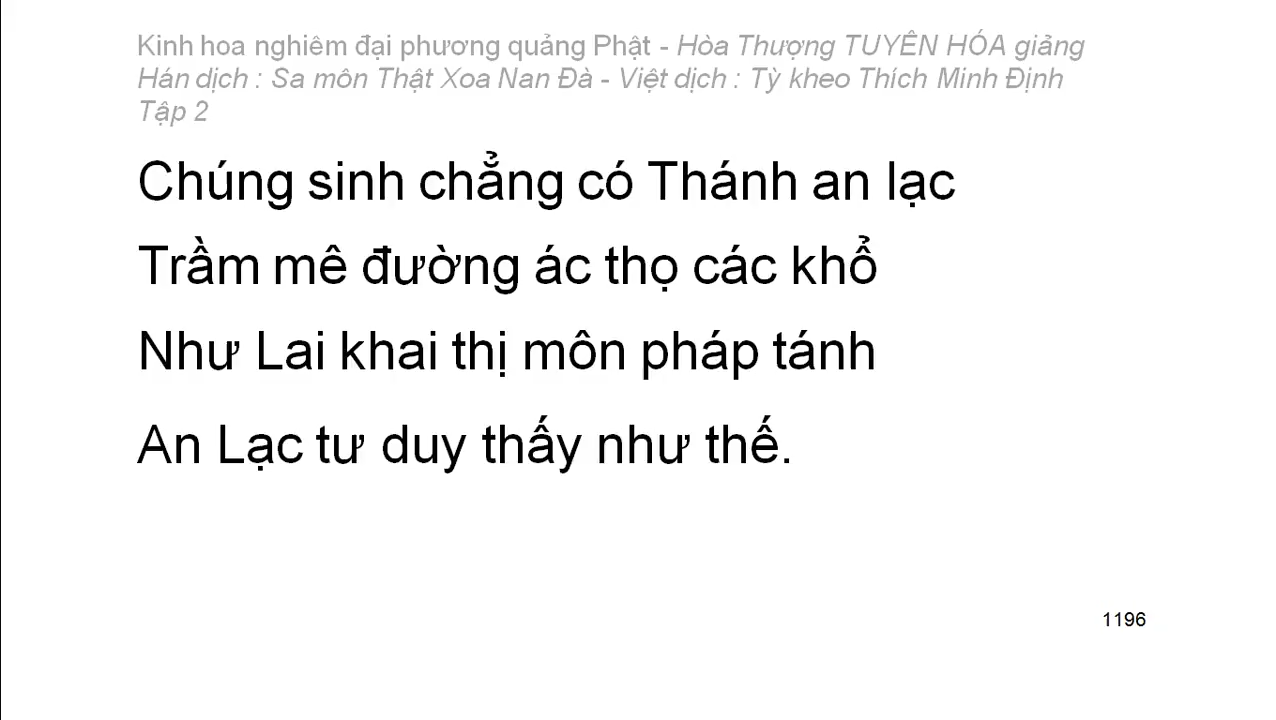 Kinh hoa nghiêm đại phương quảng Phật - Hòa Thượng TUYÊN HÓA giảng
Hán dịch : Sa môn Thật Xoa Nan Đà - Việt dịch : Tỳ kheo Thích Minh Định
Tập 2
Chúng sinh chẳng có Thánh an lạc
Trầm mê đường ác thọ các khổ
Như Lai khai thị môn pháp tánh
An Lạc tư duy thấy như thế.
1196